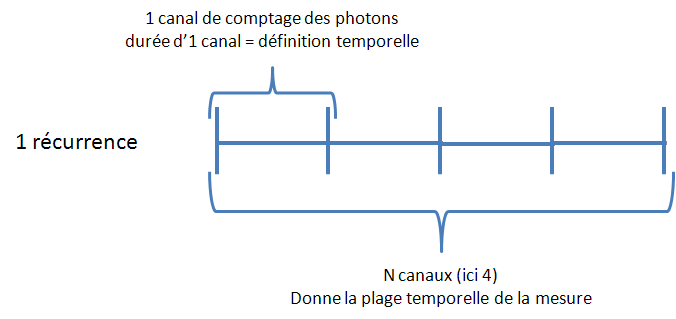 1 canal de comptage des photons
durée d'1 canal = définition temporelle
1 récurrence
N canaux (ici 4)
Donne la plage temporelle de la mesure